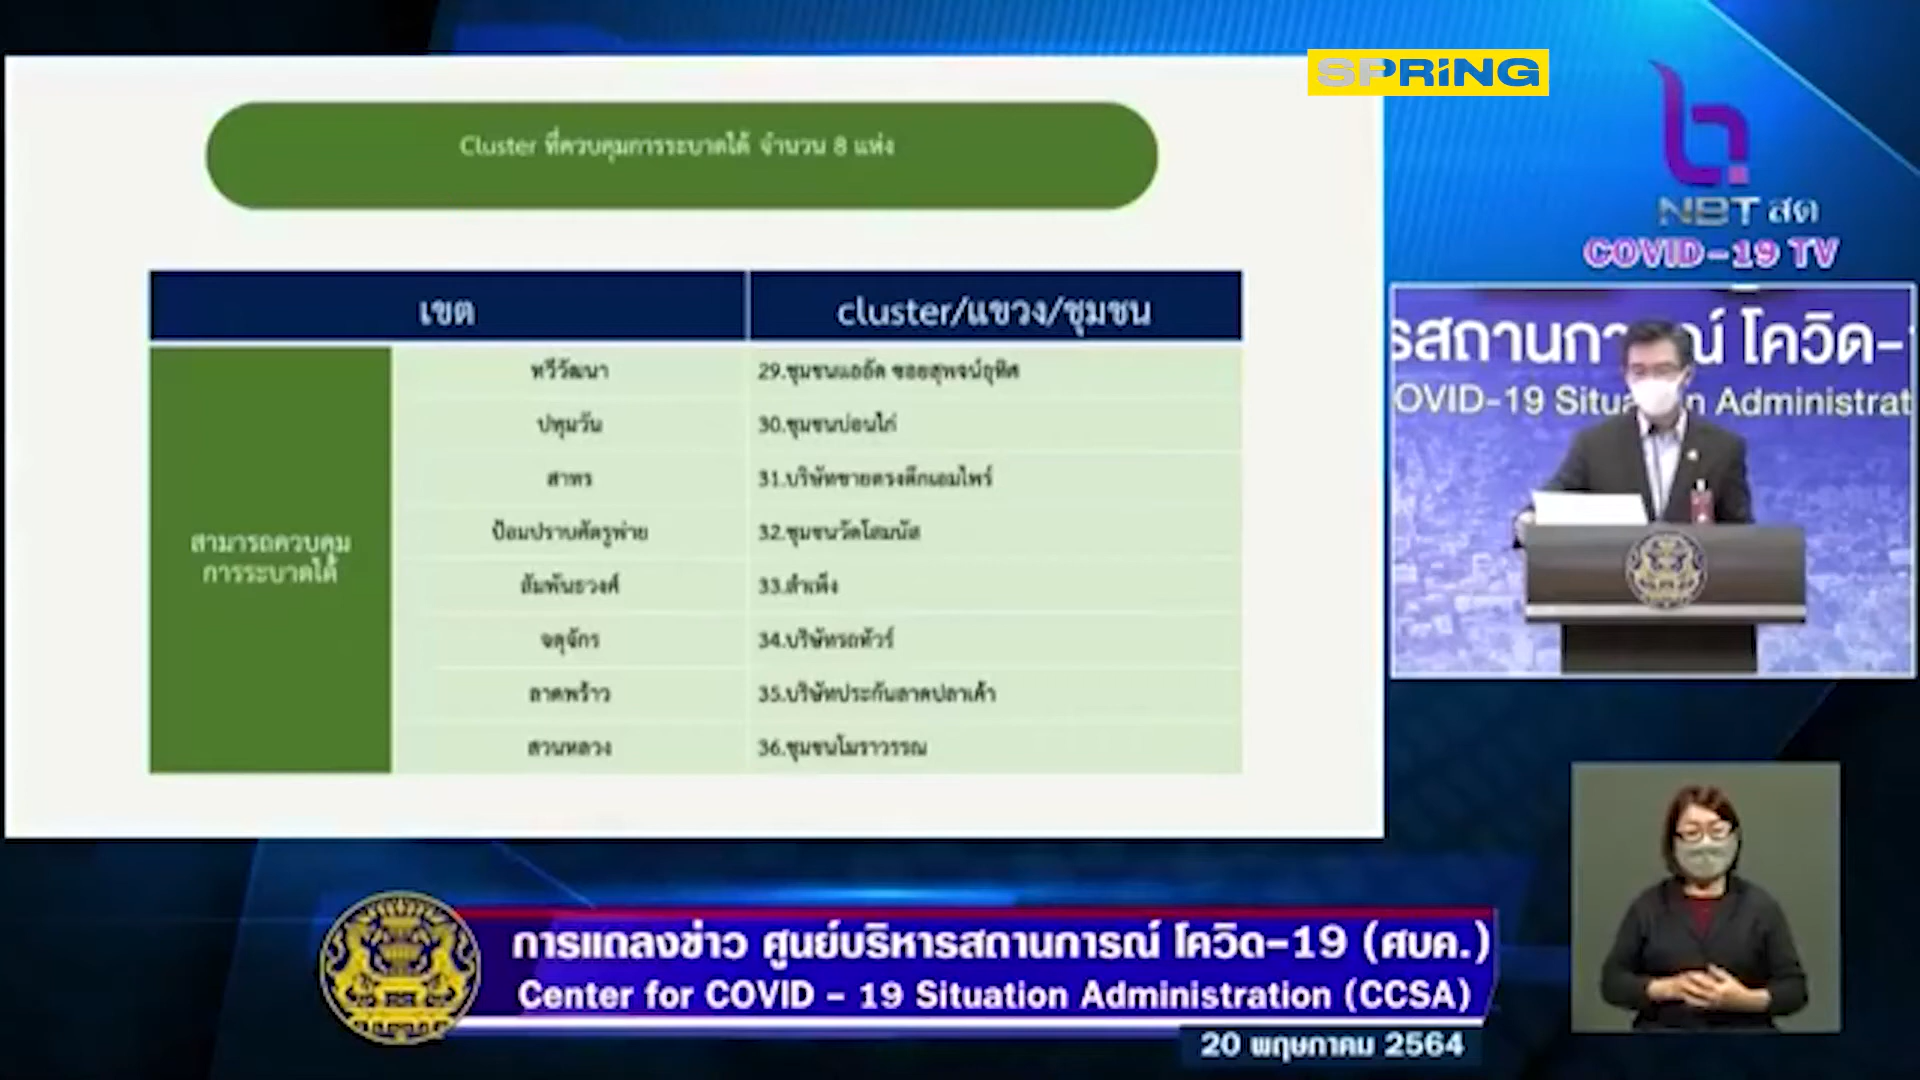 SPRiNG
NBT สด
COVID-19 TV
Cluster ที่ควบคุมการระบาดได้ จำนวน 8 แห่ง
เขต
cluster/แขวง/ชุมชน
สามารถควบคุม
การระบาดได้
ทวีวัฒนา
29.ชุมชนแออัด ซอยสุพจน์อุทิศ
ปทุมวัน
30.ชุมชนบ่อนไก่
สาทร
31.บริษัทขายตรงตึกเอมไพร์
ป้อมปราบศัตรูพ่าย
32.ชุมชนวัดโสมนัส
สัมพันธวงศ์
33.สำเพ็ง
จตุจักร
34.บริษัทรถทัวร์
ลาดพร้าว
35.บริษัทประกันลาดปลาเค้า
สวนหลวง
36.ชุมชนโมราวรรณ
รสถานการณ์ โควิด-1
OVID-19 Situation Administrat
การแถลงข่าว ศูนย์บริหารสถานการณ์ โควิด-19 (ศบค.)
Center for COVID - 19 Situation Administration (CCSA)
20 พฤษภาคม 2564